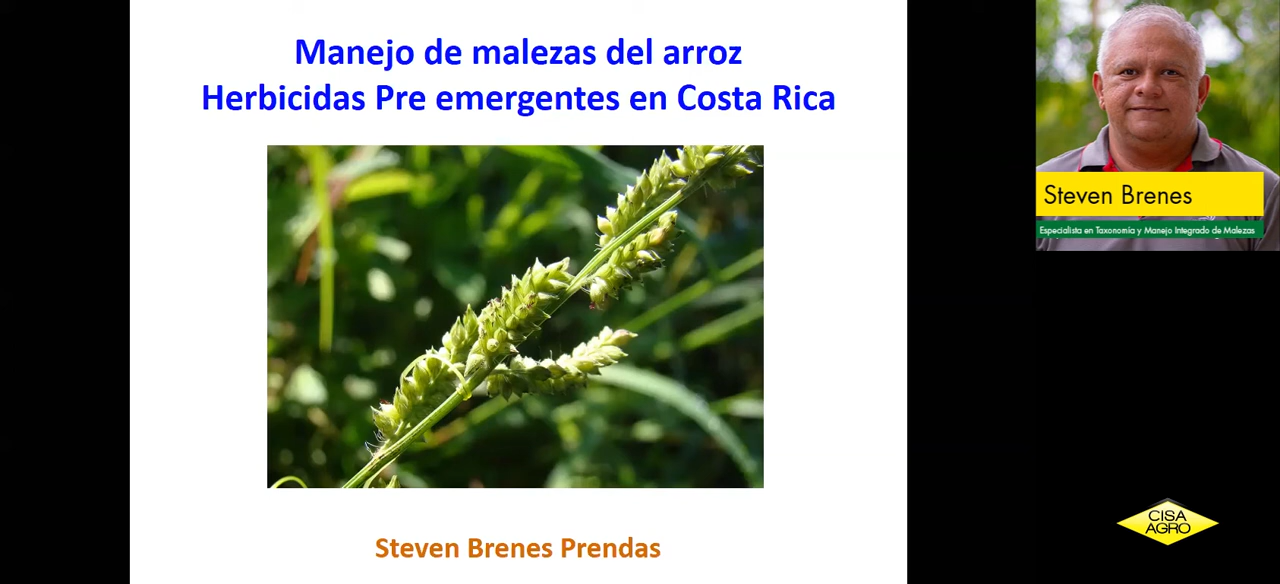 Manejo de malezas del arroz
Herbicidas Pre emergentes en Costa Rica
Steven Brenes Prendas
Steven Brenes
Especialista en Taxonomía y Manejo Integrado de Malezas
CISA
AGRO